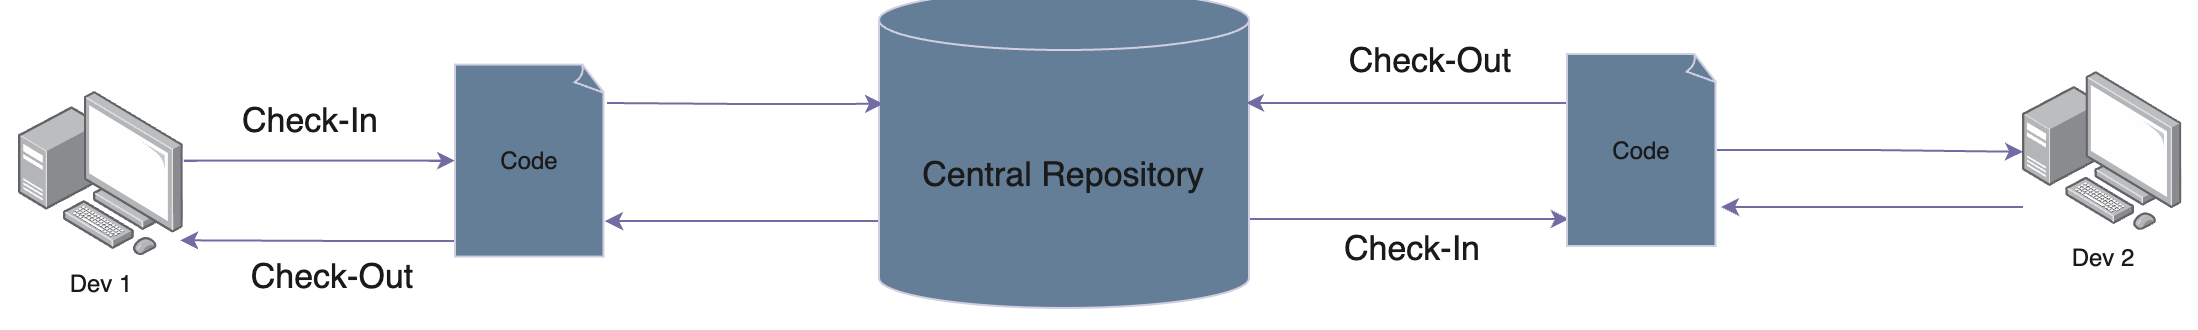 Check-In
Code
Check-Out
Dev 1
Central Repository
Check-Out
Code
Check-In
Dev 2